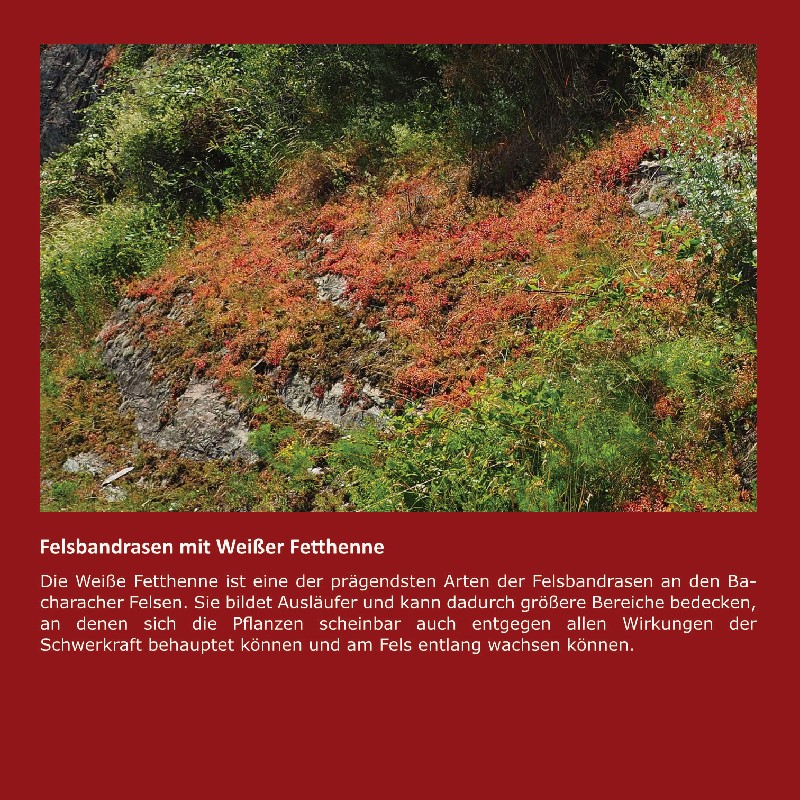 Felsbandrasen mit Weißer Fetthenne
Die Weiße Fetthenne ist eine der prägendsten Arten der Felsbandrasen an den Ba-
characher Felsen. Sie bildet Ausläufer und kann dadurch größere Bereiche bedecken,
an denen sich die Pflanzen scheinbar auch entgegen allen Wirkungen der
Schwerkraft behauptet können und am Fels entlang wachsen können.